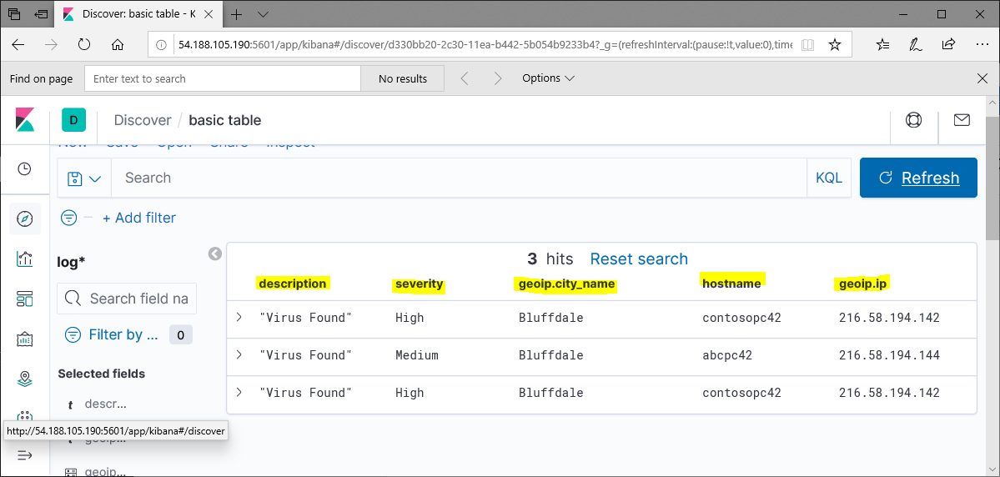 Discover: basic table - K
54.188.105.190:5601/app/kibana#/discover/d330bb20-2c30-11ea-b442-5b054b9233b4?_g=(refreshInterval:(pause:!t,value:0),time
Find on page Enter text to search No results Options
D Discover / basic table
New Save Open Share Inspect
Search KQL Refresh
+ Add filter
log*
Search field na
Filter by ... 0
Selected fields
t descr...
http://54.188.105.190:5601/app/kibana#/discover
t geoip...
geoip...
3 hits Reset search
description severity geoip.city_name hostname geoip.ip
"Virus Found" High Bluffdale contosopc42 216.58.194.142
"Virus Found" Medium Bluffdale abcpc42 216.58.194.144
"Virus Found" High Bluffdale contosopc42 216.58.194.142